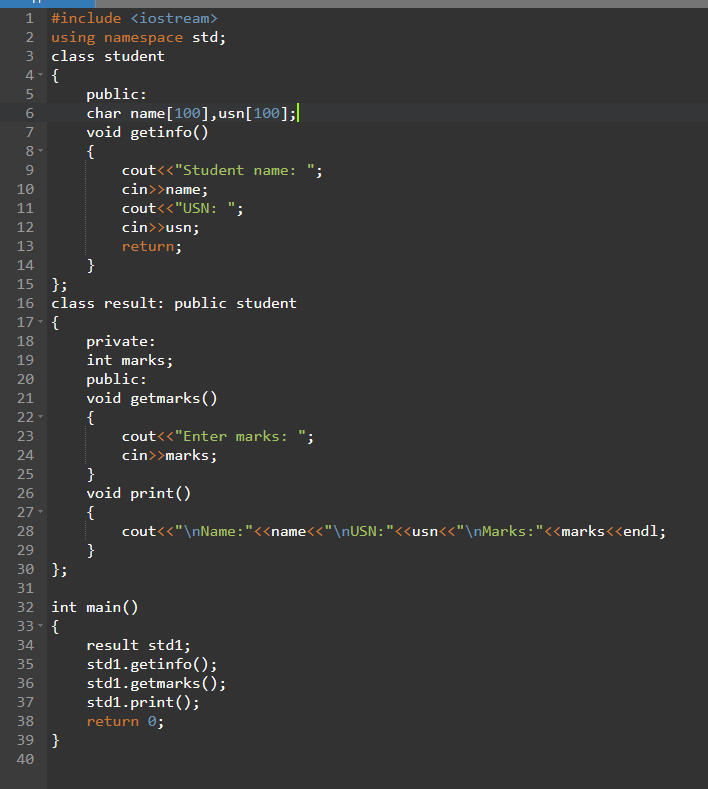 1 #include <iostream>
2 using namespace std;
3 class student
4 {
5     public:
6     char name[100],usn[100];
7     void getinfo()
8     {
9         cout<<"Student name: ";
10         cin>>name;
11         cout<<"USN: ";
12         cin>>usn;
13         return;
14     }
15 };
16 class result: public student
17 {
18     private:
19     int marks;
20     public:
21     void getmarks()
22     {
23         cout<<"Enter marks: ";
24         cin>>marks;
25     }
26     void print()
27     {
28         cout<<"\nName:"<<name<<"\nUSN:"<<usn<<"\nMarks:"<<marks<<endl;
29     }
30 };
31
32 int main()
33 {
34     result std1;
35     std1.getinfo();
36     std1.getmarks();
37     std1.print();
38     return 0;
39 }
40